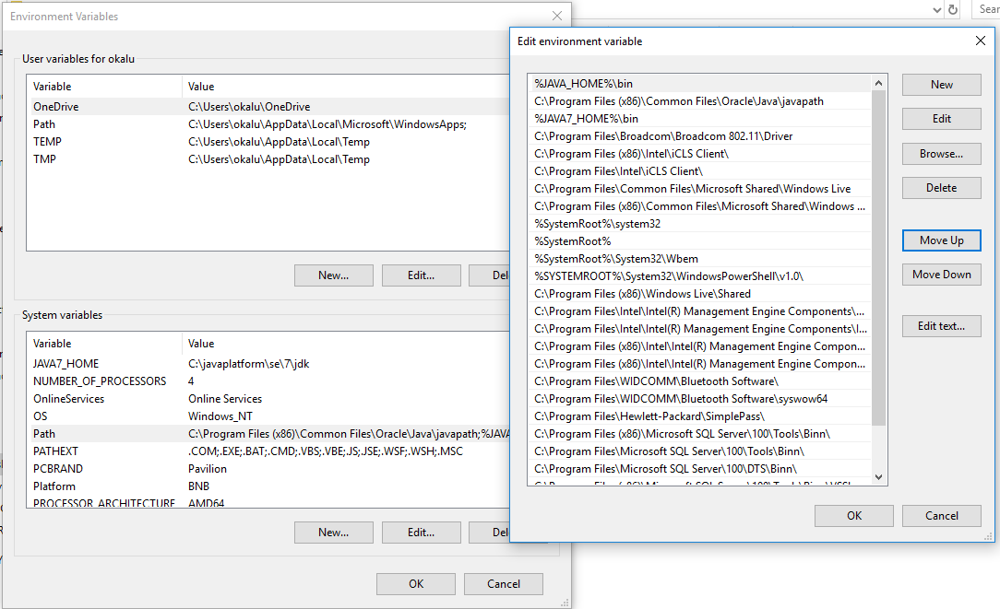 Environment Variables
User variables for okalu
Variable Value
OneDrive C:\Users\okalu\OneDrive
Path C:\Users\okalu\AppData\Local\Microsoft\WindowsApps;
TEMP C:\Users\okalu\AppData\Local\Temp
TMP C:\Users\okalu\AppData\Local\Temp
New... Edit... Del
System variables
Variable Value
JAVA7_HOME C:\javaplatform\se\7\jdk
NUMBER_OF_PROCESSORS 4
OnlineServices Online Services
OS Windows_NT
Path C:\Program Files (x86)\Common Files\Oracle\Java\javapath;%JAVA
PATHEXT .COM;.EXE;.BAT;.CMD;.VBS;.VBE;.JS;.JSE;.WSF;.WSH;.MSC
PCBRAND Pavilion
Platform BNB
PROCESSOR_ARCHITECTURE AMD64
New... Edit... Del
OK Cancel
Sear
Edit environment variable
%JAVA_HOME%\bin
C:\Program Files (x86)\Common Files\Oracle\Java\javapath
%JAVA7_HOME%\bin
C:\Program Files\Broadcom\Broadcom 802.11\Driver
C:\Program Files (x86)\Intel\iCLS Client\
C:\Program Files\Intel\iCLS Client\
C:\Program Files\Common Files\Microsoft Shared\Windows Live
C:\Program Files (x86)\Common Files\Microsoft Shared\Windows ...
%SystemRoot%\system32
%SystemRoot%
%SystemRoot%\System32\Wbem
%SYSTEMROOT%\System32\WindowsPowerShell\v1.0\
C:\Program Files (x86)\Windows Live\Shared
C:\Program Files\Intel\Intel(R) Management Engine Components\...
C:\Program Files\Intel\Intel(R) Management Engine Components\I...
C:\Program Files (x86)\Intel\Intel(R) Management Engine Compon...
C:\Program Files (x86)\Intel\Intel(R) Management Engine Compon...
C:\Program Files\WIDCOMM\Bluetooth Software\
C:\Program Files\WIDCOMM\Bluetooth Software\syswow64
C:\Program Files\Hewlett-Packard\SimplePass\
C:\Program Files (x86)\Microsoft SQL Server\100\Tools\Binn\
C:\Program Files\Microsoft SQL Server\100\Tools\Binn\
C:\Program Files\Microsoft SQL Server\100\DTS\Binn\
New
Edit
Browse...
Delete
Move Up
Move Down
Edit text...
OK Cancel